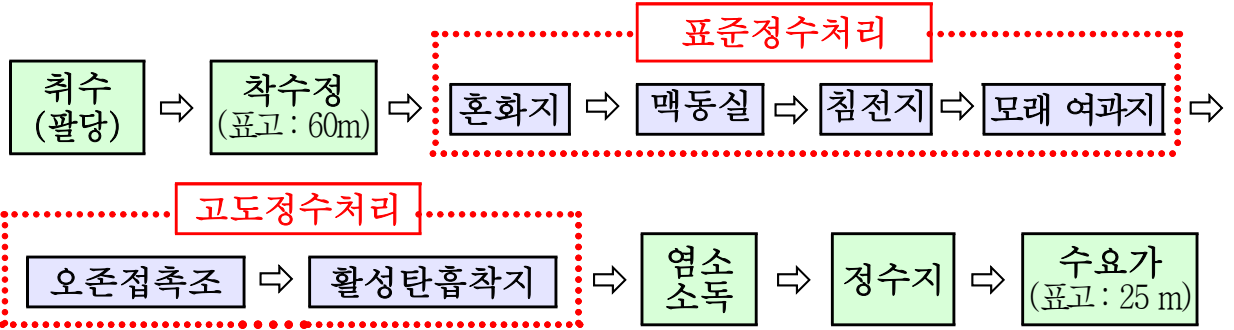 표준정수처리
취수
(팔당)
착수정
(표고 : 60m)
혼화지
맥동실
침전지
모래 여과지
고도정수처리
오존접촉조
활성탄흡착지
염소
소독
정수지
수요가
(표고 : 25 m)